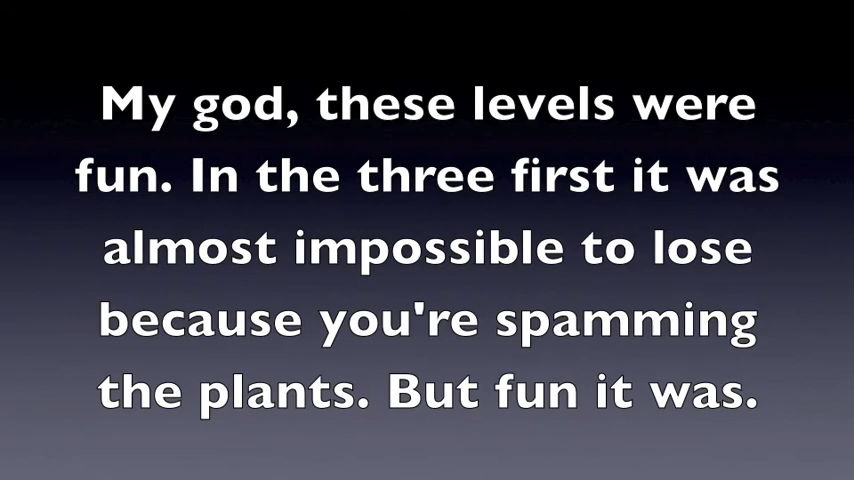 My god, these levels were
fun. In the three first it was
almost impossible to lose
because you're spamming
the plants. But fun it was.